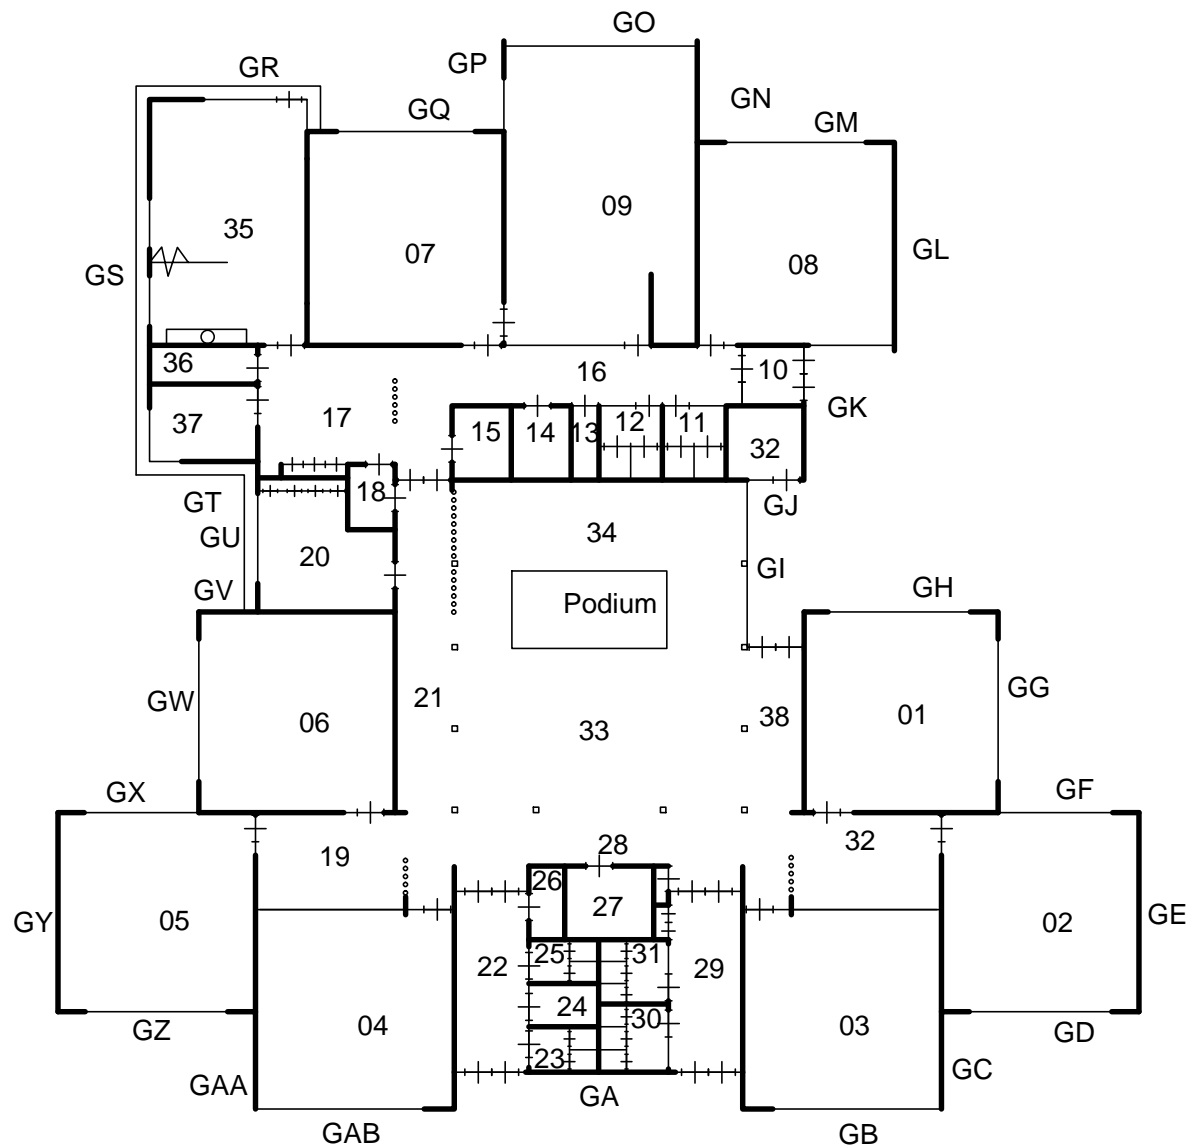 GO
GR
GP
GN
GQ
GM
35
09
07
08
GL
GS
36
16
10
GK
37
17
15
14
13
12
11
32
18
GT
GJ
GU
20
34
GI
GV
Podium
GH
GW
21
06
33
38
01
GG
GX
GF
19
28
32
26
27
GY
05
02
GE
22
25
31
29
24
04
30
03
GZ
GD
23
GAA
GA
GC
GAB
GB